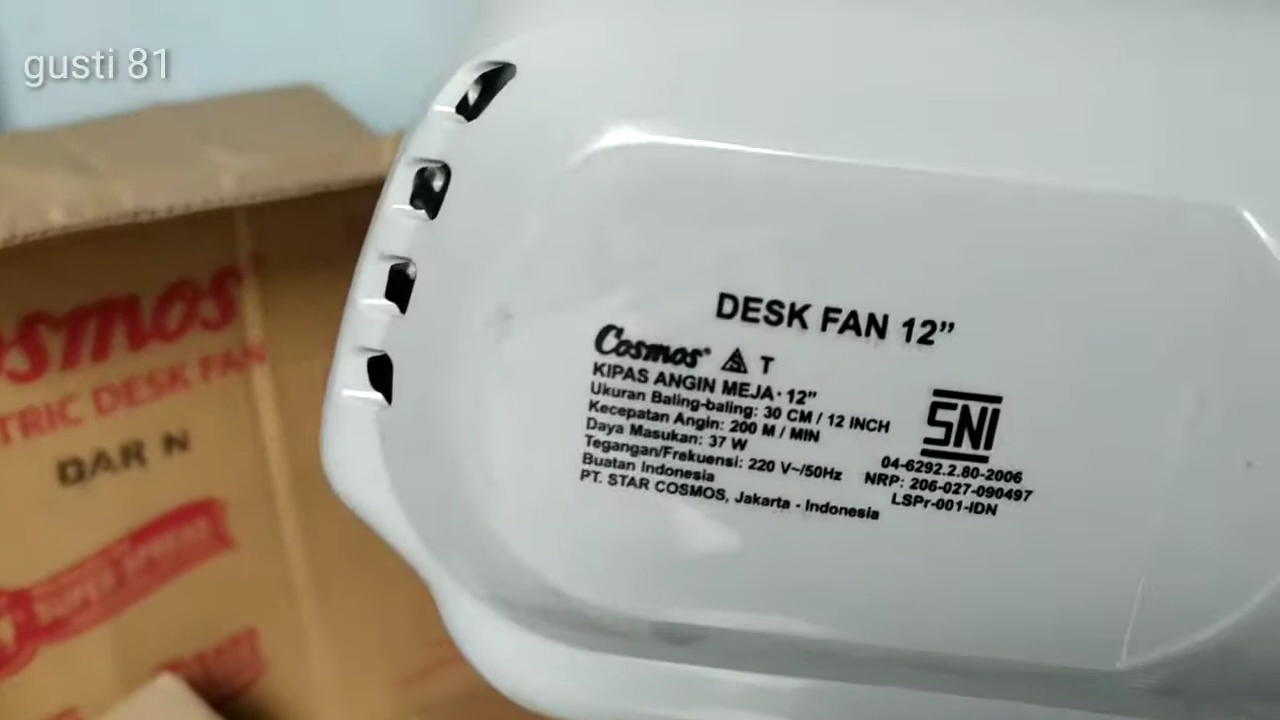 gusti 81
DESK FAN 12”
Cosmos T
KIPAS ANGIN MEJA · 12”
Ukuran Baling-baling: 30 CM / 12 INCH
Kecepatan Angin: 200 M / MIN
Daya Masukan: 37 W
Tegangan/Frekuensi: 220 V~/50Hz
Buatan Indonesia
PT. STAR COSMOS, Jakarta - Indonesia
SNI
04-6292.2.80-2006
NRP: 206-027-090497
LSPr-001-IDN
osmos
TRIC DESK FAN
DAR N
SUPER